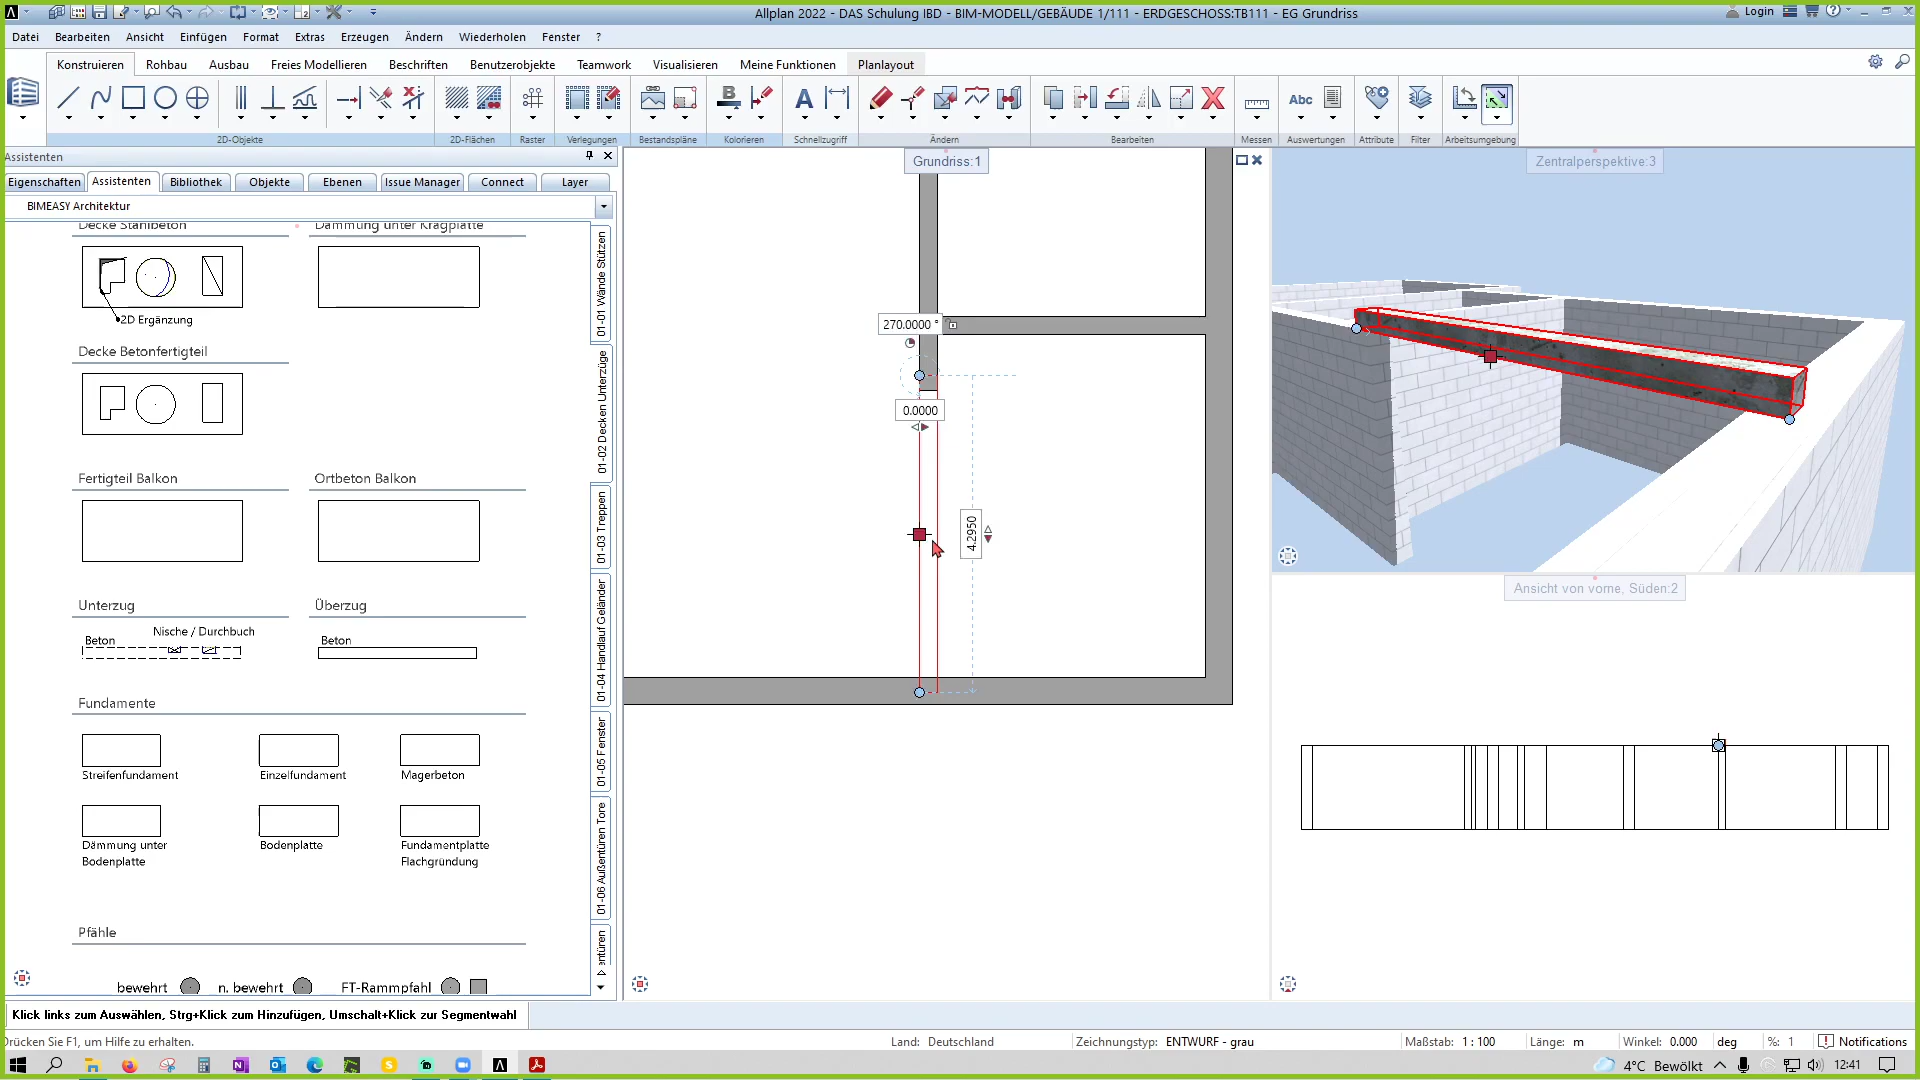 Allplan 2022 - DAS Schulung IBD - BIM-MODELL/GEBÄUDE 1/111 - ERDGESCHOSS:TB111 - EG Grundriss
Login
Datei Bearbeiten Ansicht Einfügen Format Extras Erzeugen Ändern Wiederholen Fenster ?
Konstruieren Rohbau Ausbau Freies Modellieren Beschriften Benutzerobjekte Teamwork Visualisieren Meine Funktionen Planlayout
Abc
2D-Objekte 2D-Flächen Raster Verlegungen Bestandspläne Kolorieren Schnellzugriff Ändern Bearbeiten Messen Auswertungen Attribute Filter Arbeitsumgebung
Assistenten
Eigenschaften Assistenten Bibliothek Objekte Ebenen Issue Manager Connect Layer
BIMEASY Architektur
Decke Stahlbeton Dämmung unter Kragplatte
2D Ergänzung
Decke Betonfertigteil
Fertigteil Balkon Ortbeton Balkon
Unterzug Überzug
Nische / Durchbuch
Beton Beton
Fundamente
Streifenfundament Einzelfundament Magerbeton
Dämmung unter Bodenplatte Fundamentplatte
Bodenplatte Flachgründung
Pfähle
bewehrt n. bewehrt FT-Rammpfahl
01-01 Wände Stützen
01-02 Decken Unterzüge
01-03 Treppen
01-04 Handlauf Geländer
01-05 Fenster
01-06 Außentüren Tore
Grundriss:1
270.0000 °
0.0000
4.2950
Zentralperspektive:3
Ansicht von vorne, Süden:2
Klick links zum Auswählen, Strg+Klick zum Hinzufügen, Umschalt+Klick zur Segmentwahl
Drücken Sie F1, um Hilfe zu erhalten.
Land: Deutschland Zeichnungstyp: ENTWURF - grau Maßstab: 1 : 100 Länge: m Winkel: 0.000 deg %: 1 Notifications
4°C Bewölkt 12:41